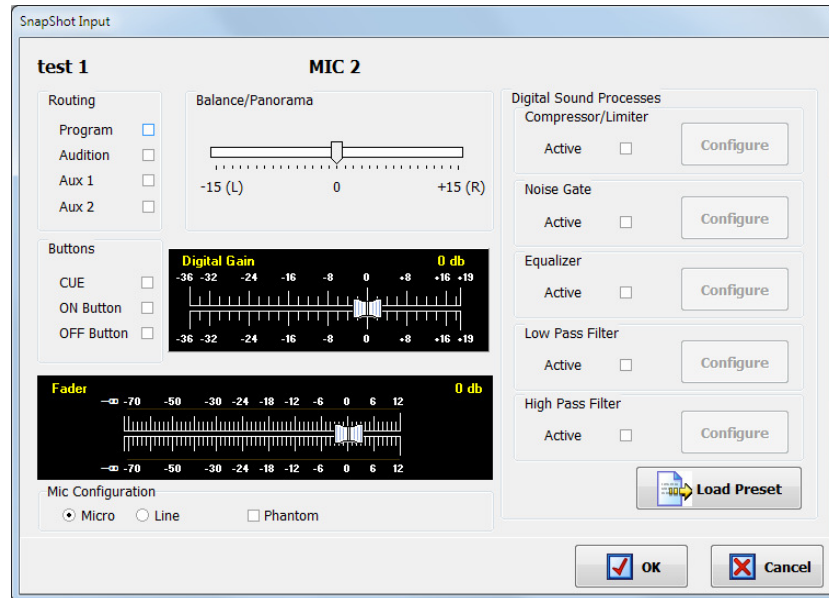 SnapShot Input
test 1 MIC 2
Routing
Program
Audition
Aux 1
Aux 2
Balance/Panorama
-15 (L) 0 +15 (R)
Buttons
CUE
ON Button
OFF Button
Digital Gain 0 db
-36 -32 -24 -16 -8 0 +8 +16 +19
-36 -32 -24 -16 -8 0 +8 +16 +19
Fader 0 db
-∞ -70 -50 -30 -24 -18 -12 -6 0 6 12
-∞ -70 -50 -30 -24 -18 -12 -6 0 6 12
Mic Configuration
Micro Line Phantom
Digital Sound Processes
Compressor/Limiter
Active Configure
Noise Gate
Active Configure
Equalizer
Active Configure
Low Pass Filter
Active Configure
High Pass Filter
Active Configure
Load Preset
OK Cancel